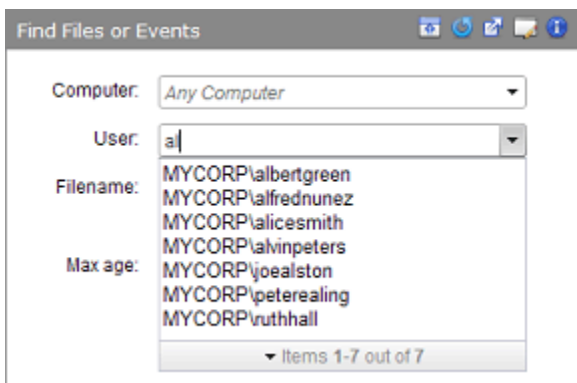 Find Files or Events
Computer: Any Computer
User: al
Filename:
MYCORP\albertgreen
MYCORP\alfrednunez
MYCORP\alicesmith
MYCORP\alvinpeters
Max age:
MYCORP\joealston
MYCORP\peterealing
MYCORP\ruthhall
Items 1-7 out of 7